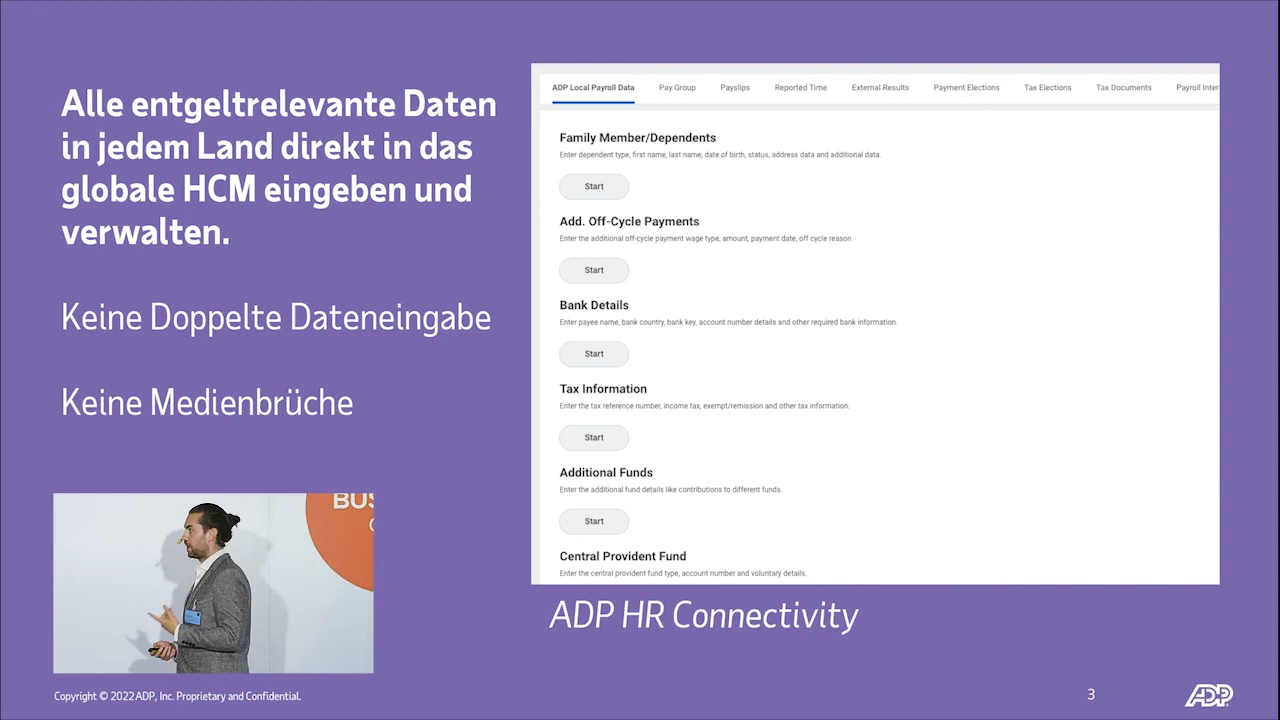 Alle entgeltrelevante Daten
in jedem Land direkt in das
globale HCM eingeben und
verwalten.
Keine Doppelte Dateneingabe
Keine Medienbrüche
ADP Local Payroll Data Pay Group Payslips Reported Time External Results Payment Elections Tax Elections Tax Documents Payroll Inter
Family Member/Dependents
Enter dependent type, first name, last name, date of birth, status, address data and additional data.
Start
Add. Off-Cycle Payments
Enter the additional off-cycle payment wage type, amount, payment date, off cycle reason
Start
Bank Details
Enter payee name, bank country, bank key, account number details and other required bank information.
Start
Tax Information
Enter the tax reference number, income tax, exempt/remission and other tax information.
Start
Additional Funds
Enter the additional fund details like contributions to different funds.
Start
Central Provident Fund
Enter the central provident fund type, account number and voluntary details.
BUS
ADP HR Connectivity
Copyright © 2022 ADP, Inc. Proprietary and Confidential.
3
ADP